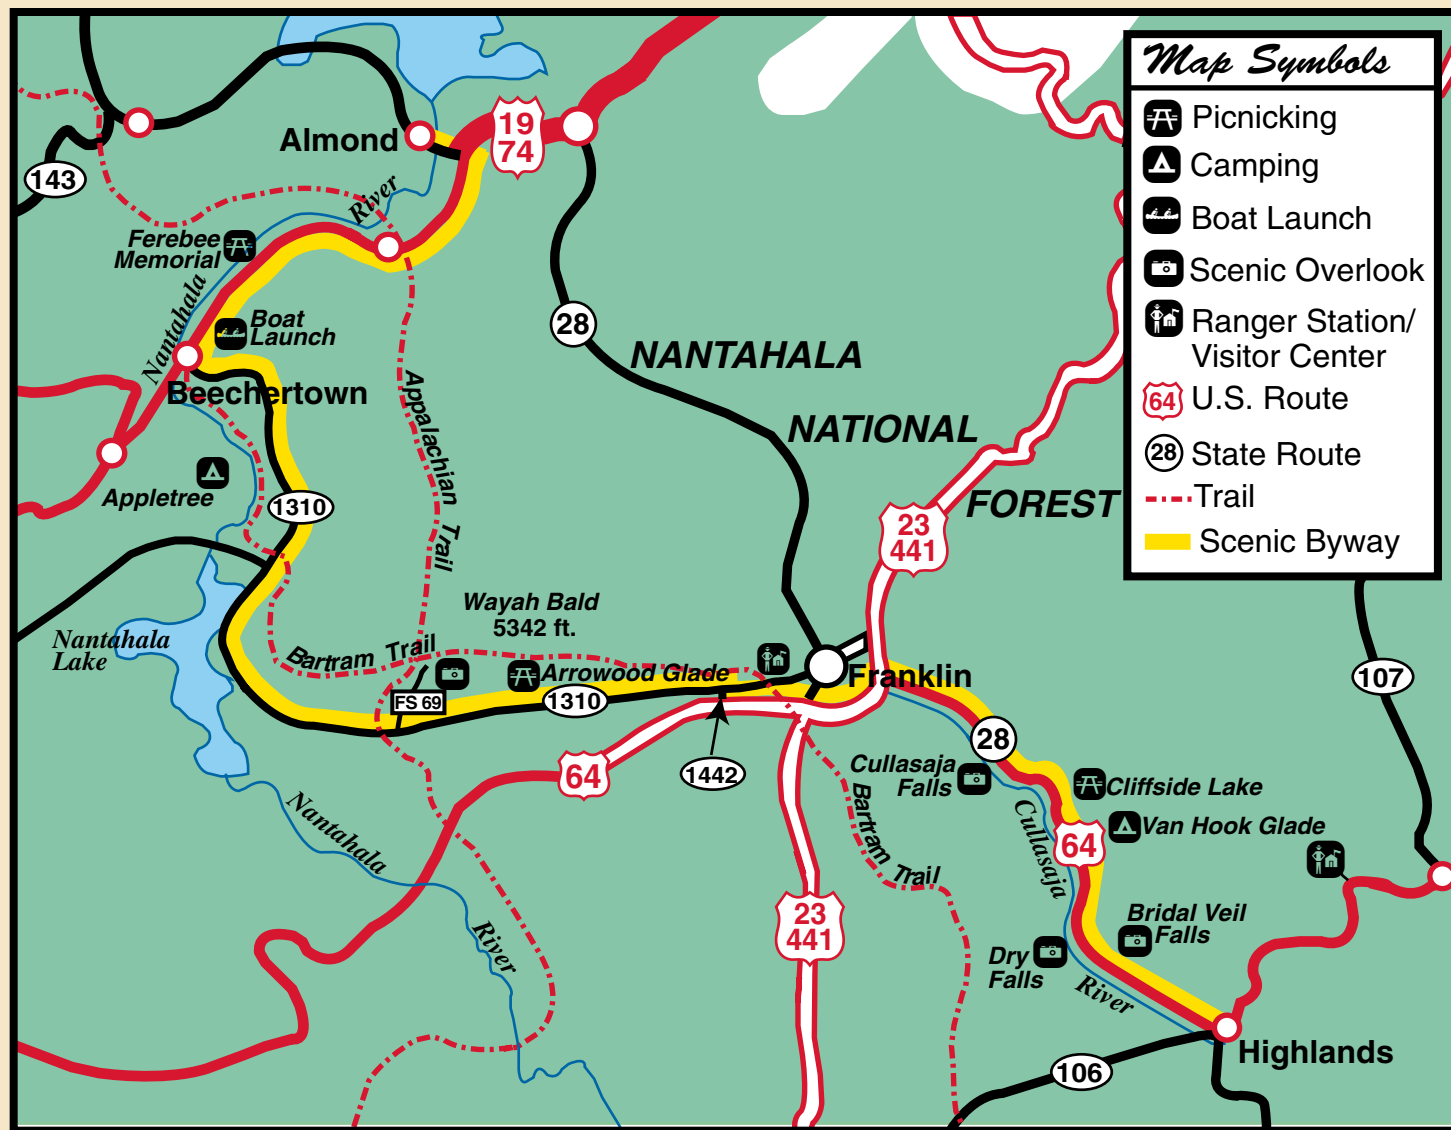 Map Symbols
Picnicking
Camping
Boat Launch
Scenic Overlook
Ranger Station/
Visitor Center
64
U.S. Route
28
State Route
Trail
Scenic Byway
19
74
Almond
143
River
Ferebee
Memorial
Nantahala
Boat
Launch
28
NANTAHALA
Beechertown
Appalachian Trail
NATIONAL
Appletree
1310
FOREST
23
441
Wayah Bald
5342 ft.
Nantahala
Lake
Bartram Trail
Arrowood Glade
Franklin
FS 69
1310
107
28
64
1442
Cullasaja
Falls
Cliffside Lake
Nantahala
Bartram Trail
Cullasaja
Van Hook Glade
64
23
441
Bridal Veil
Falls
River
Dry
Falls
River
Highlands
106